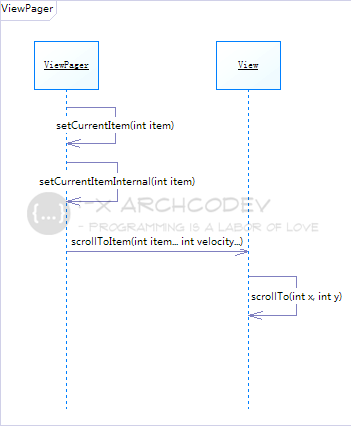 ViewPager
ViewPager
View
setCurrentItem(int item)
setCurrentItemInternal(int item)
{...}
-X ARCHCODEV
- PROGRAMMING IS A LABOR OF LOVE
scrollToItem(int item... int velocity...)
scrollTo(int x, int y)